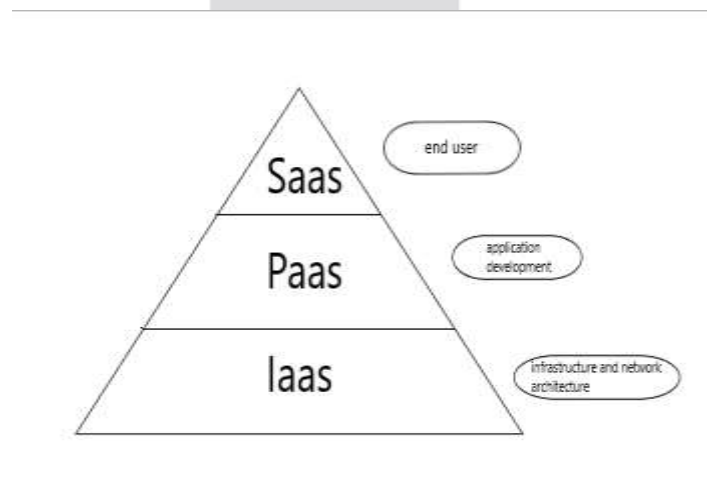 end user
Saas
application
development
Paas
infrastructure and network
architecture
Iaas